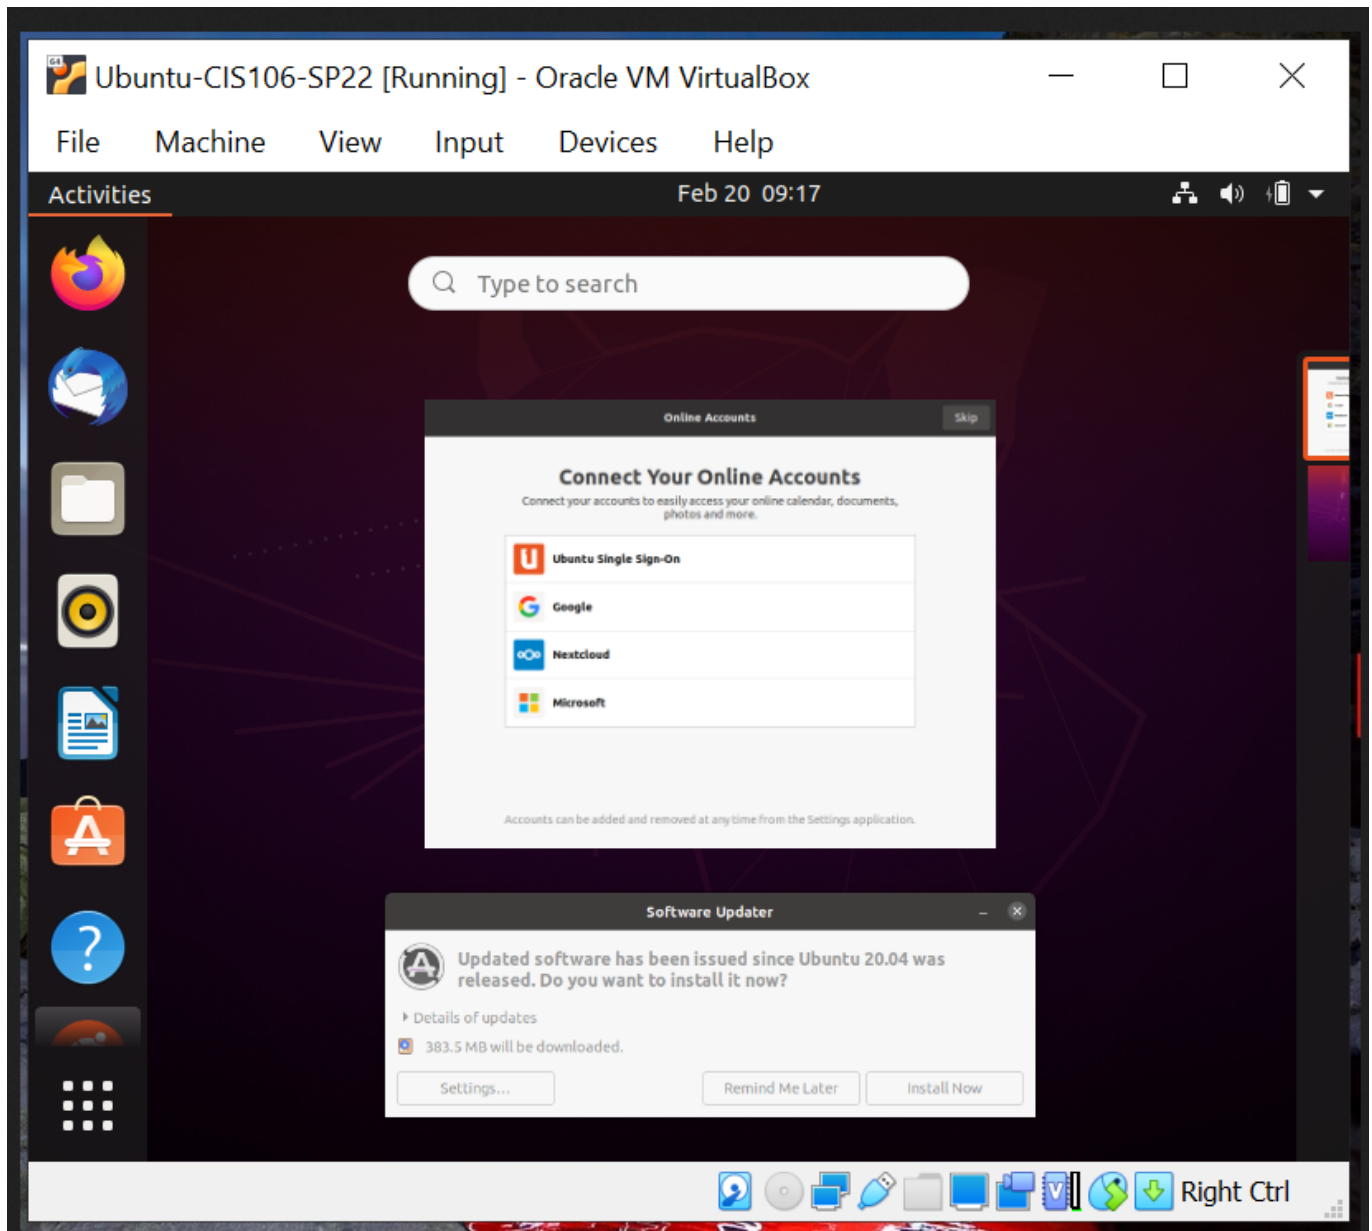 Ubuntu-CIS106-SP22 [Running] - Oracle VM VirtualBox
File Machine View Input Devices Help
Activities Feb 20 09:17
Type to search
Online Accounts Skip
Connect Your Online Accounts
Connect your accounts to easily access your online calendar, documents,
photos and more.
Ubuntu Single Sign-On
Google
Nextcloud
Microsoft
Accounts can be added and removed at any time from the Settings application.
Software Updater
Updated software has been issued since Ubuntu 20.04 was
released. Do you want to install it now?
Details of updates
383.5 MB will be downloaded.
Settings... Remind Me Later Install Now
Right Ctrl